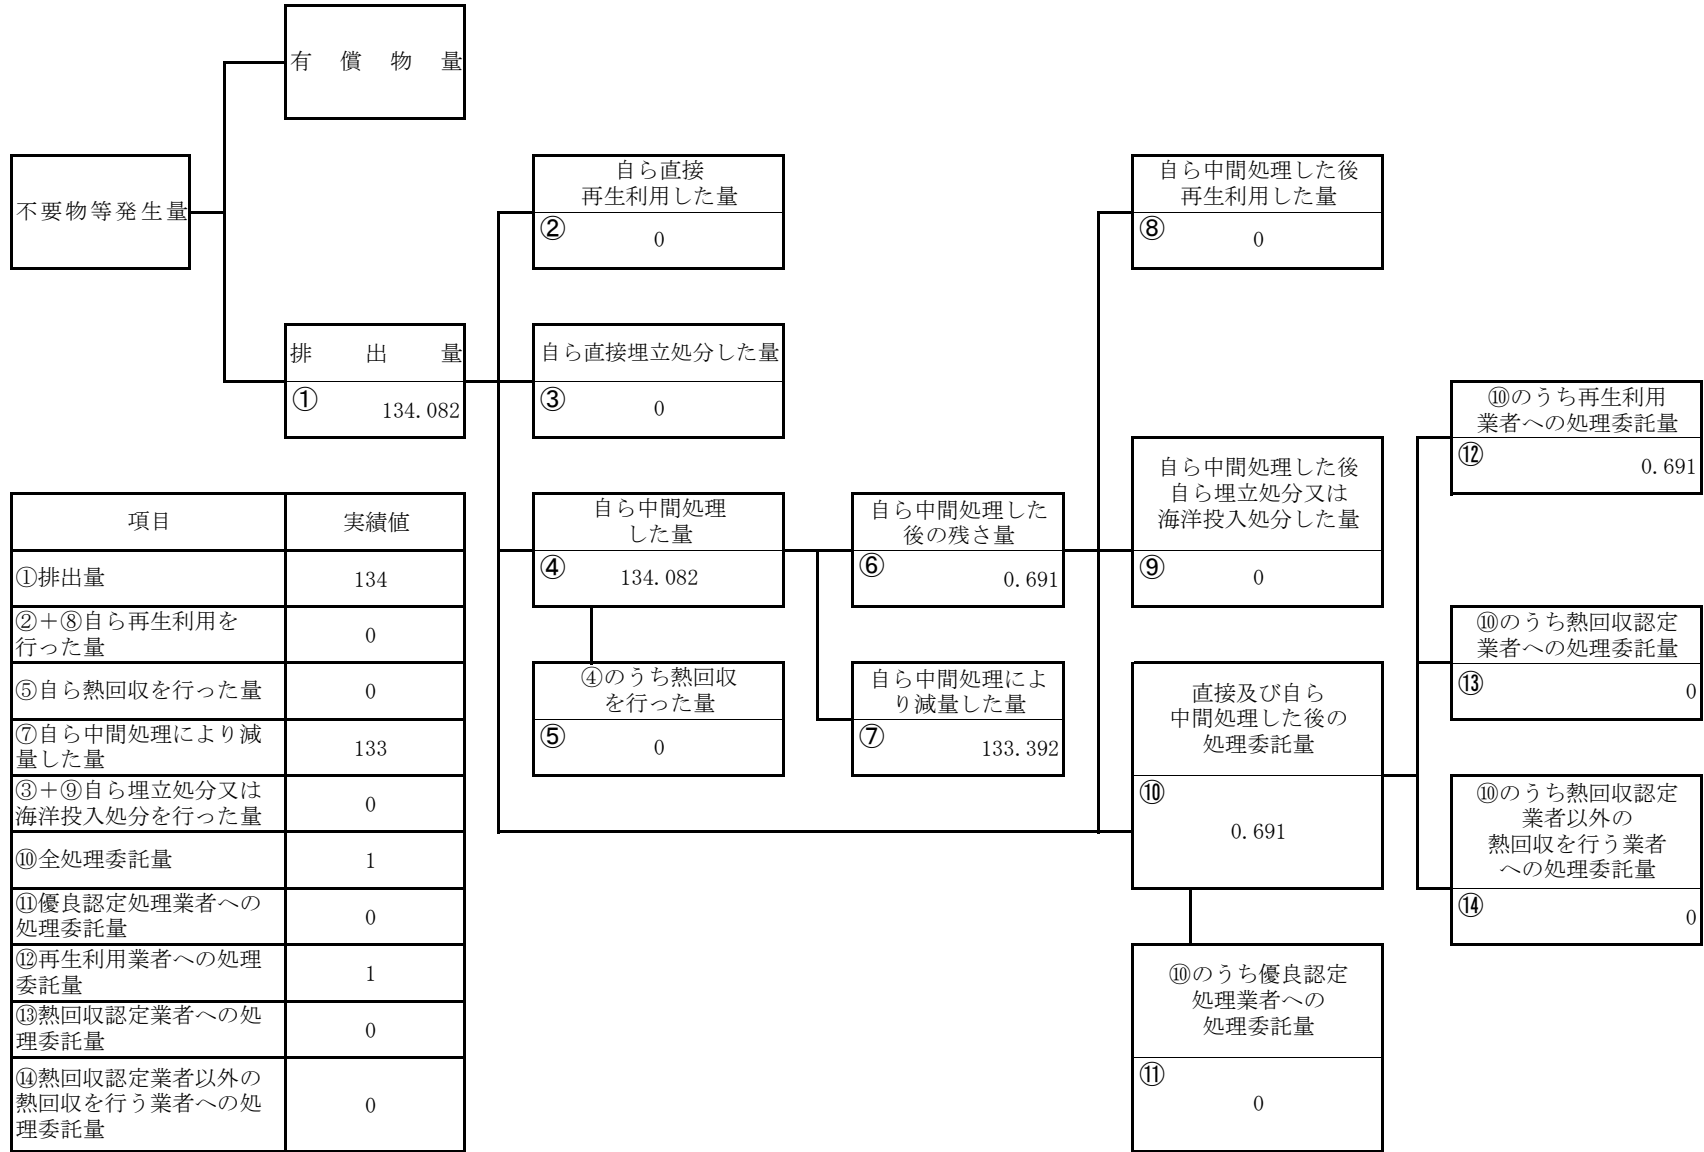 有償物量
不要物等発生量
排出量
①
134.082
自ら直接
再生利用した量
②
0
自ら直接埋立処分した量
③
0
自ら中間処理
した量
④
134.082
④のうち熱回収
を行った量
⑤
0
自ら中間処理した
後の残さ量
⑥
0.691
自ら中間処理によ
り減量した量
⑦
133.392
自ら中間処理した後
再生利用した量
⑧
0
自ら中間処理した後
自ら埋立処分又は
海洋投入処分した量
⑨
0
直接及び自ら
中間処理した後の
処理委託量
⑩
0.691
⑩のうち優良認定
処理業者への
処理委託量
⑪
0
⑩のうち再生利用
業者への処理委託量
⑫
0.691
⑩のうち熱回収認定
業者への処理委託量
⑬
0
⑩のうち熱回収認定
業者以外の
熱回収を行う業者
への処理委託量
⑭
0
項目 実績値
①排出量 134
②+⑧自ら再生利用を
行った量 0
⑤自ら熱回収を行った量 0
⑦自ら中間処理により減
量した量 133
③+⑨自ら埋立処分又は
海洋投入処分を行った量 0
⑩全処理委託量 1
⑪優良認定処理業者への
処理委託量 0
⑫再生利用業者への処理
委託量 1
⑬熱回収認定業者への処
理委託量 0
⑭熱回収認定業者以外の
熱回収を行う業者への処
理委託量 0